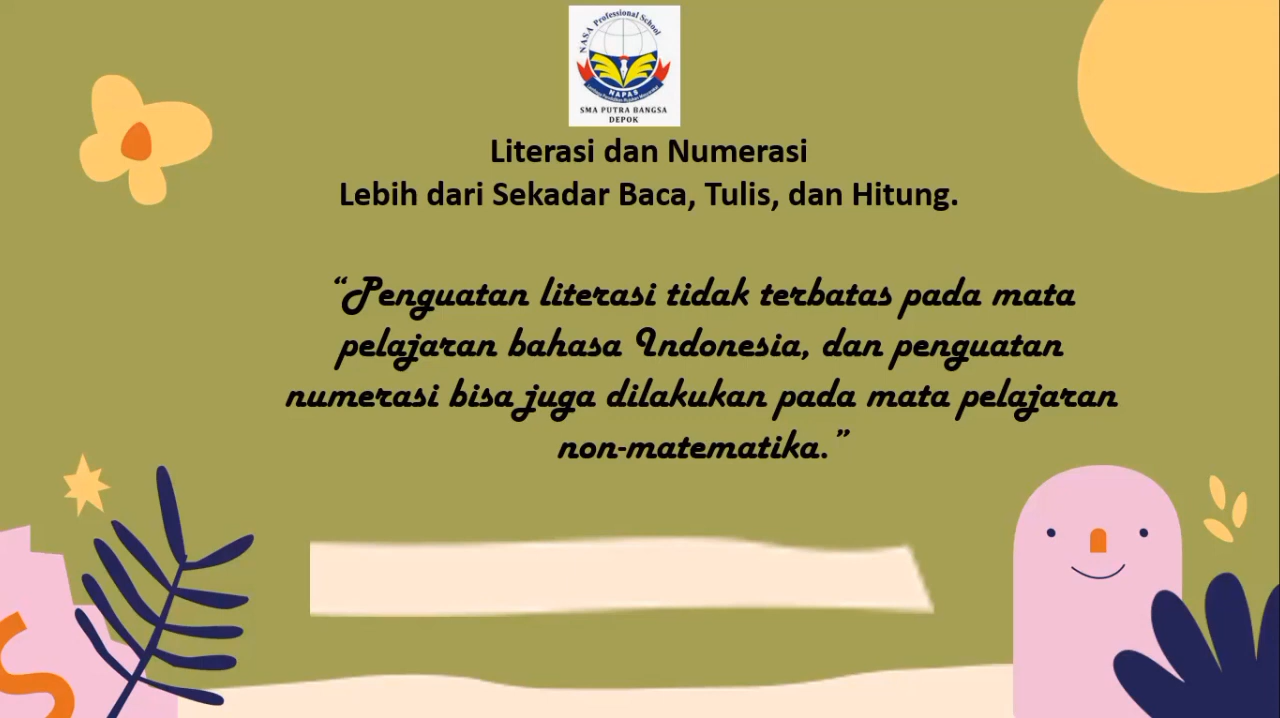 NASA Professional School
NAPAS
SMA PUTRA BANGSA
DEPOK
Literasi dan Numerasi
Lebih dari Sekadar Baca, Tulis, dan Hitung.
“Penguatan literasi tidak terbatas pada mata
pelajaran bahasa Indonesia, dan penguatan
numerasi bisa juga dilakukan pada mata pelajaran
non-matematika.”
S